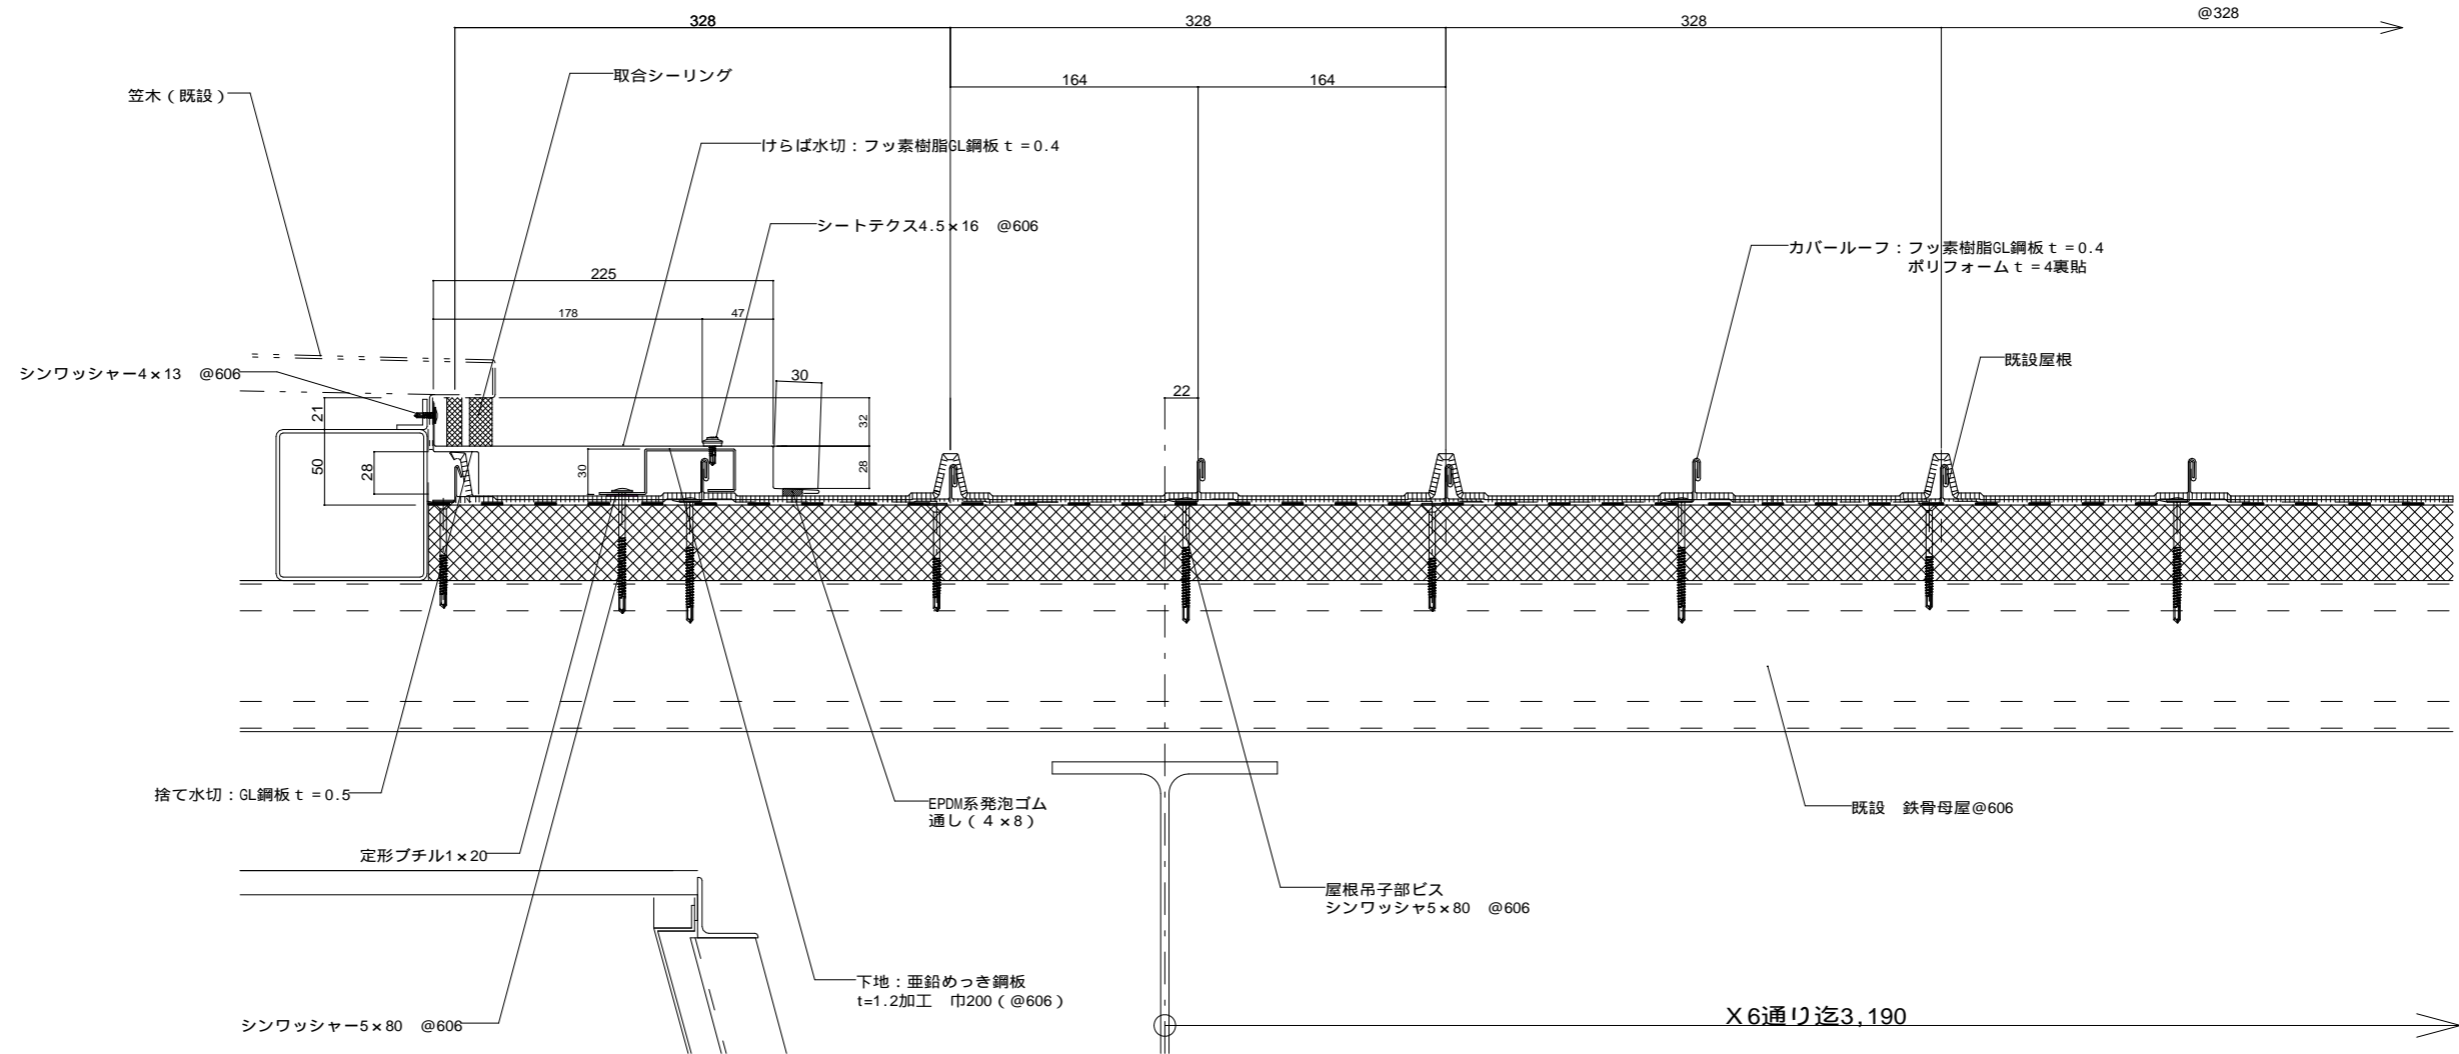 328
328
328
@328
164
164
取合シーリング
笠木(既設)
けらば水切:フッ素樹脂GL鋼板t=0.4
シートテクス4.5×16 @606
カバールーフ:フッ素樹脂GL鋼板t=0.4
ポリフォームt=4裏貼
225
178
47
既設屋根
シンワッシャー4×13 @606
30
22
21
32
50
28
30
28
捨て水切:GL鋼板t=0.5
EPDM系発泡ゴム
通し(4×8)
既設 鉄骨母屋@606
定形ブチル1×20
屋根吊子部ビス
シンワッシャ5×80 @606
下地:亜鉛めっき鋼板
t=1.2加工 巾200(@606)
シンワッシャー5×80 @606
X6通り迄3,190